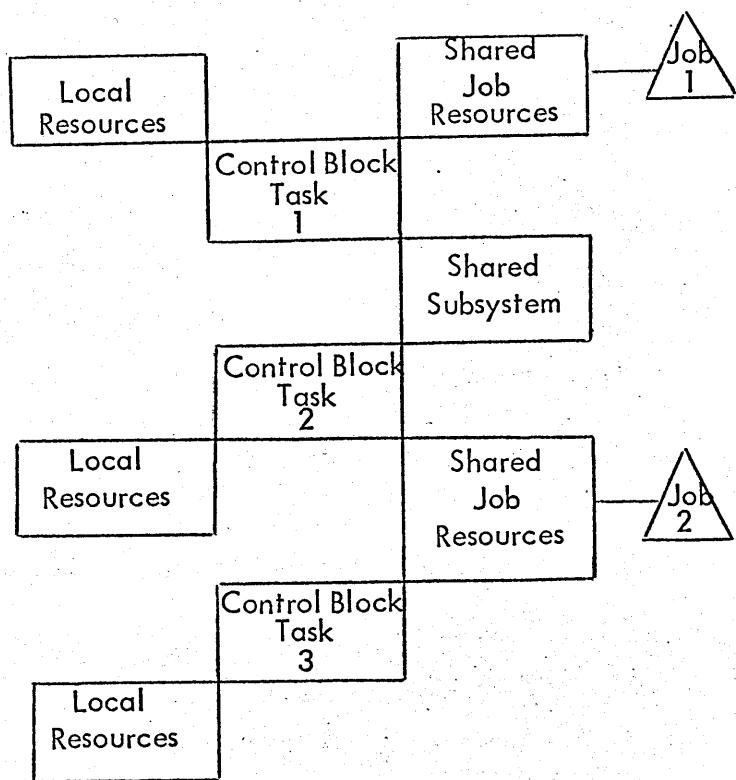 Local
Resources
Shared
Job
Resources
Job
1
Control Block
Task
1
Shared
Subsystem
Control Block
Task
2
Local
Resources
Shared
Job
Resources
Job
2
Control Block
Task
3
Local
Resources